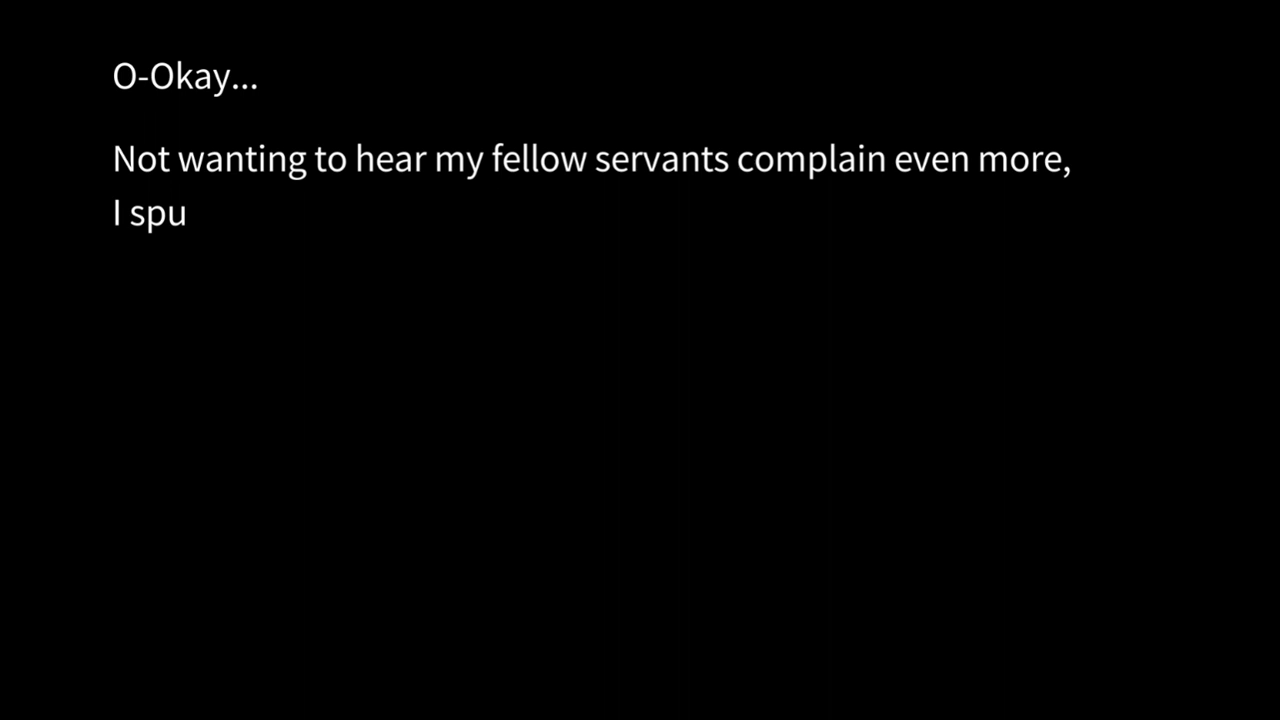 O-Okay...
Not wanting to hear my fellow servants complain even more,
I spu